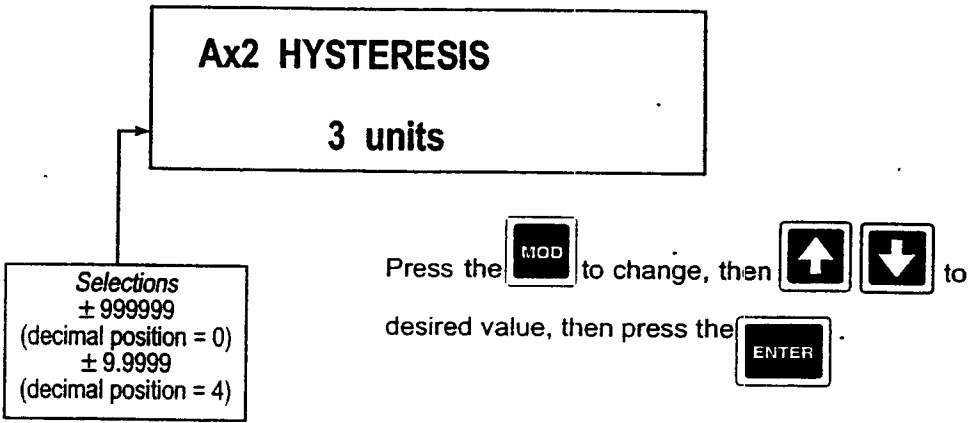 Ax2 HYSTERESIS
3 units
Selections
± 999999
(decimal position = 0)
± 9.9999
(decimal position = 4)
Press the MOD to change, then to
desired value, then press the ENTER .